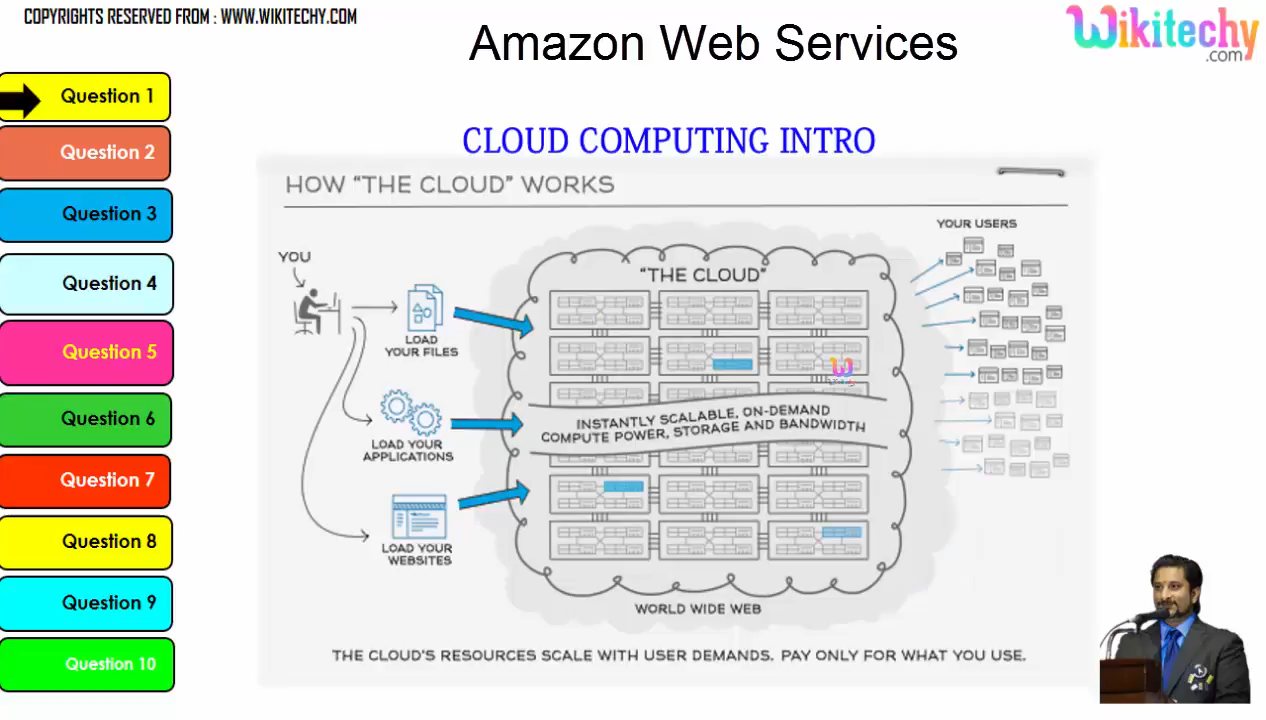 COPYRIGHTS RESERVED FROM : WWW.WIKITECHY.COM
Amazon Web Services
Wikitechy
.com
Question 1
Question 2
Question 3
Question 4
Question 5
Question 6
Question 7
Question 8
Question 9
Question 10
CLOUD COMPUTING INTRO
HOW "THE CLOUD" WORKS
YOU
LOAD
YOUR FILES
LOAD YOUR
APPLICATIONS
LOAD YOUR
WEBSITES
"THE CLOUD"
INSTANTLY SCALABLE, ON-DEMAND
COMPUTE POWER, STORAGE AND BANDWIDTH
WORLD WIDE WEB
YOUR USERS
THE CLOUD'S RESOURCES SCALE WITH USER DEMANDS. PAY ONLY FOR WHAT YOU USE.